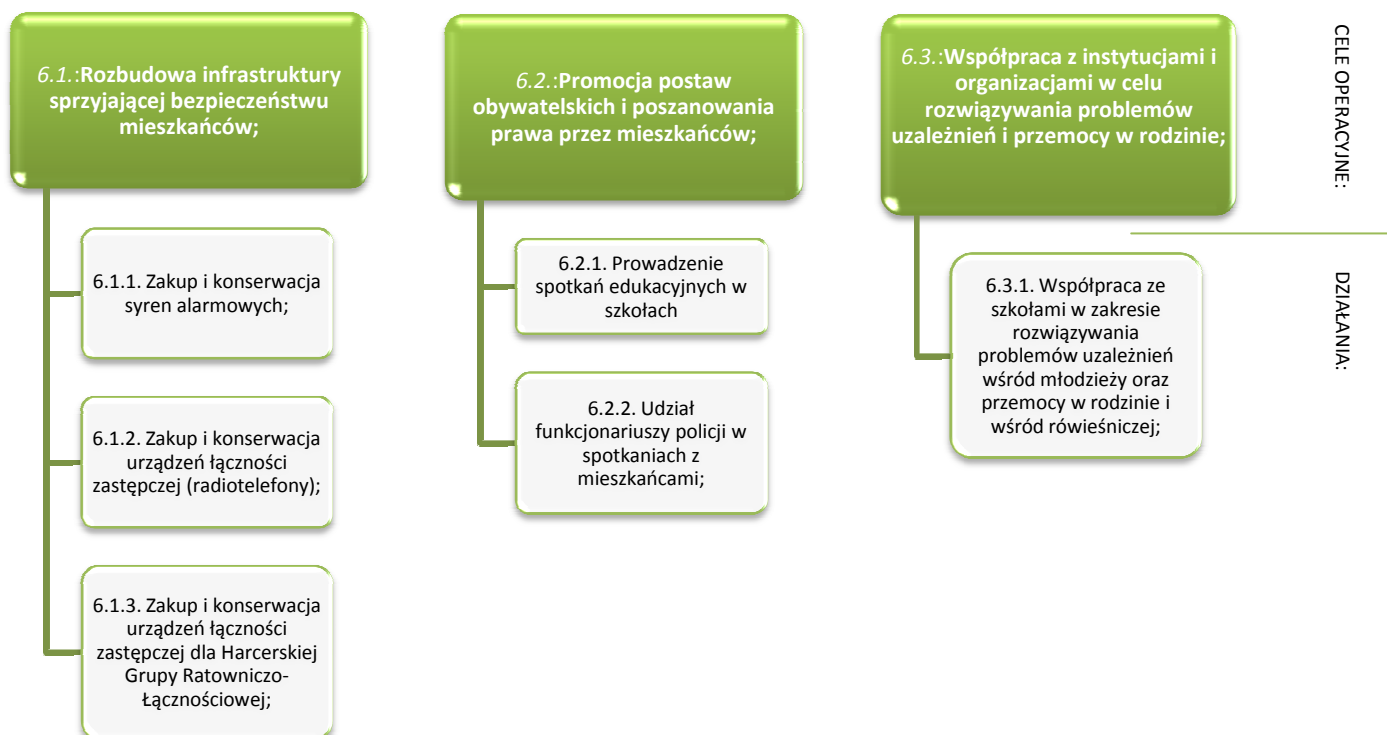 6.1.:Rozbudowa infrastruktury
sprzyjającej bezpieczeństwu
mieszkańców;
6.1.1. Zakup i konserwacja
syren alarmowych;
6.1.2. Zakup i konserwacja
urządzeń łączności
zastępczej (radiotelefony);
6.1.3. Zakup i konserwacja
urządzeń łączności
zastępczej dla Harcerskiej
Grupy Ratowniczo-
Łącznościowej;
6.2.:Promocja postaw
obywatelskich i poszanowania
prawa przez mieszkańców;
6.2.1. Prowadzenie
spotkań edukacyjnych w
szkołach
6.2.2. Udział
funkcjonariuszy policji w
spotkaniach z
mieszkańcami;
6.3.:Współpraca z instytucjami i
organizacjami w celu
rozwiązywania problemów
uzależnień i przemocy w rodzinie;
6.3.1. Współpraca ze
szkołami w zakresie
rozwiązywania
problemów uzależnień
wśród młodzieży oraz
przemocy w rodzinie i
wśród rówieśniczej;
CELE OPERACYJNE:
DZIAŁANIA: